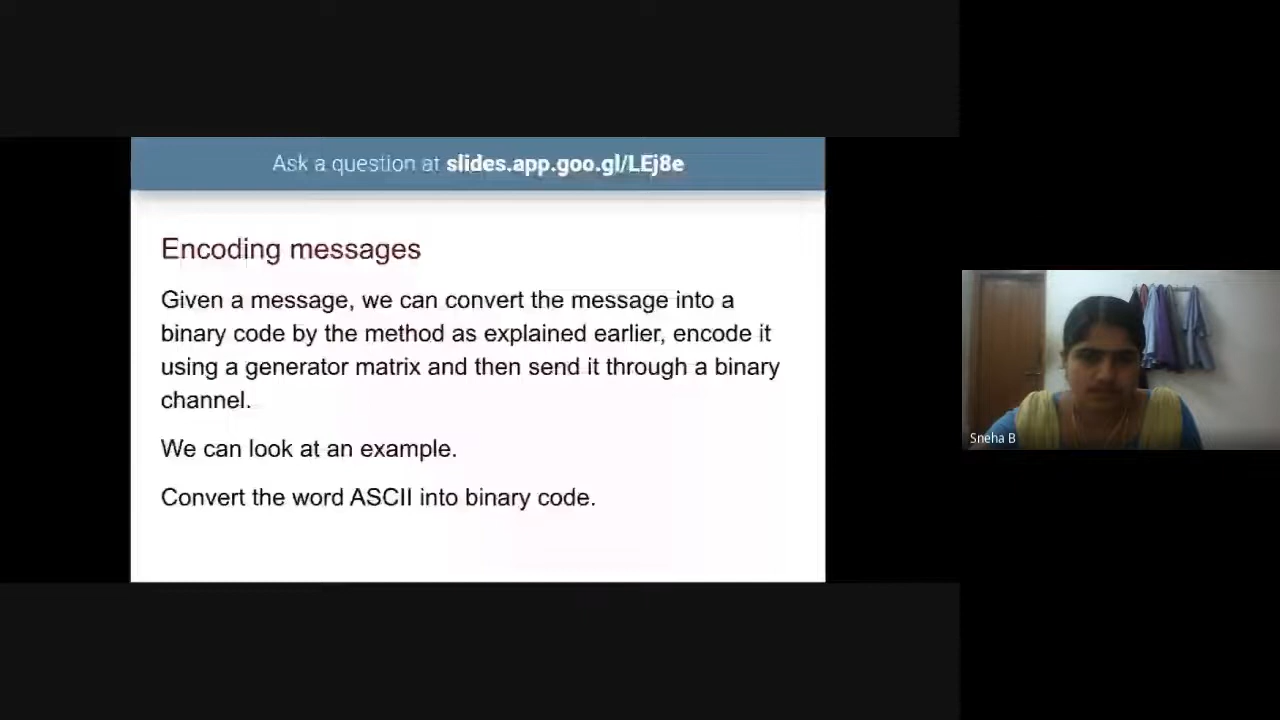 Ask a question at slides.app.goo.gl/LEj8e
Encoding messages
Given a message, we can convert the message into a
binary code by the method as explained earlier, encode it
using a generator matrix and then send it through a binary
channel.
We can look at an example.
Convert the word ASCII into binary code.
Sneha B